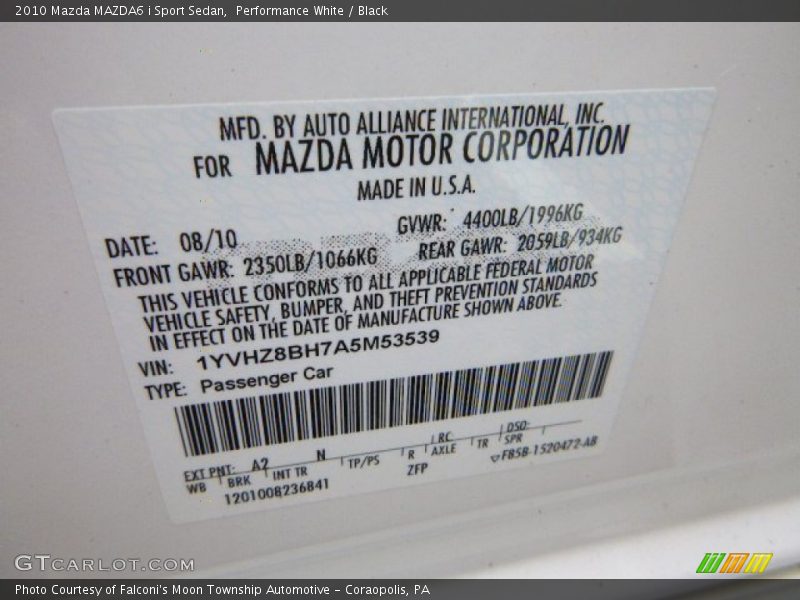 2010 Mazda MAZDA6 i Sport Sedan,  Performance White / Black
MFD. BY AUTO ALLIANCE INTERNATIONAL, INC.
FOR MAZDA MOTOR CORPORATION
MADE IN U.S.A.
DATE: 08/10 GVWR: 4400LB/1996KG
FRONT GAWR: 2350LB/1066KG REAR GAWR: 2059LB/934KG
THIS VEHICLE CONFORMS TO ALL APPLICABLE FEDERAL MOTOR
VEHICLE SAFETY, BUMPER, AND THEFT PREVENTION STANDARDS
IN EFFECT ON THE DATE OF MANUFACTURE SHOWN ABOVE.
VIN: 1YVHZ8BH7A5M53539
TYPE: Passenger Car
EXT PNT: A2 N RC: DSO:
WB BRK INT TR TP/PS R AXLE TR SPR
1201008236841 ZFP F85B-1520472-AB
GTCARLOT.COM
Photo Courtesy of Falconi's Moon Township Automotive - Coraopolis, PA